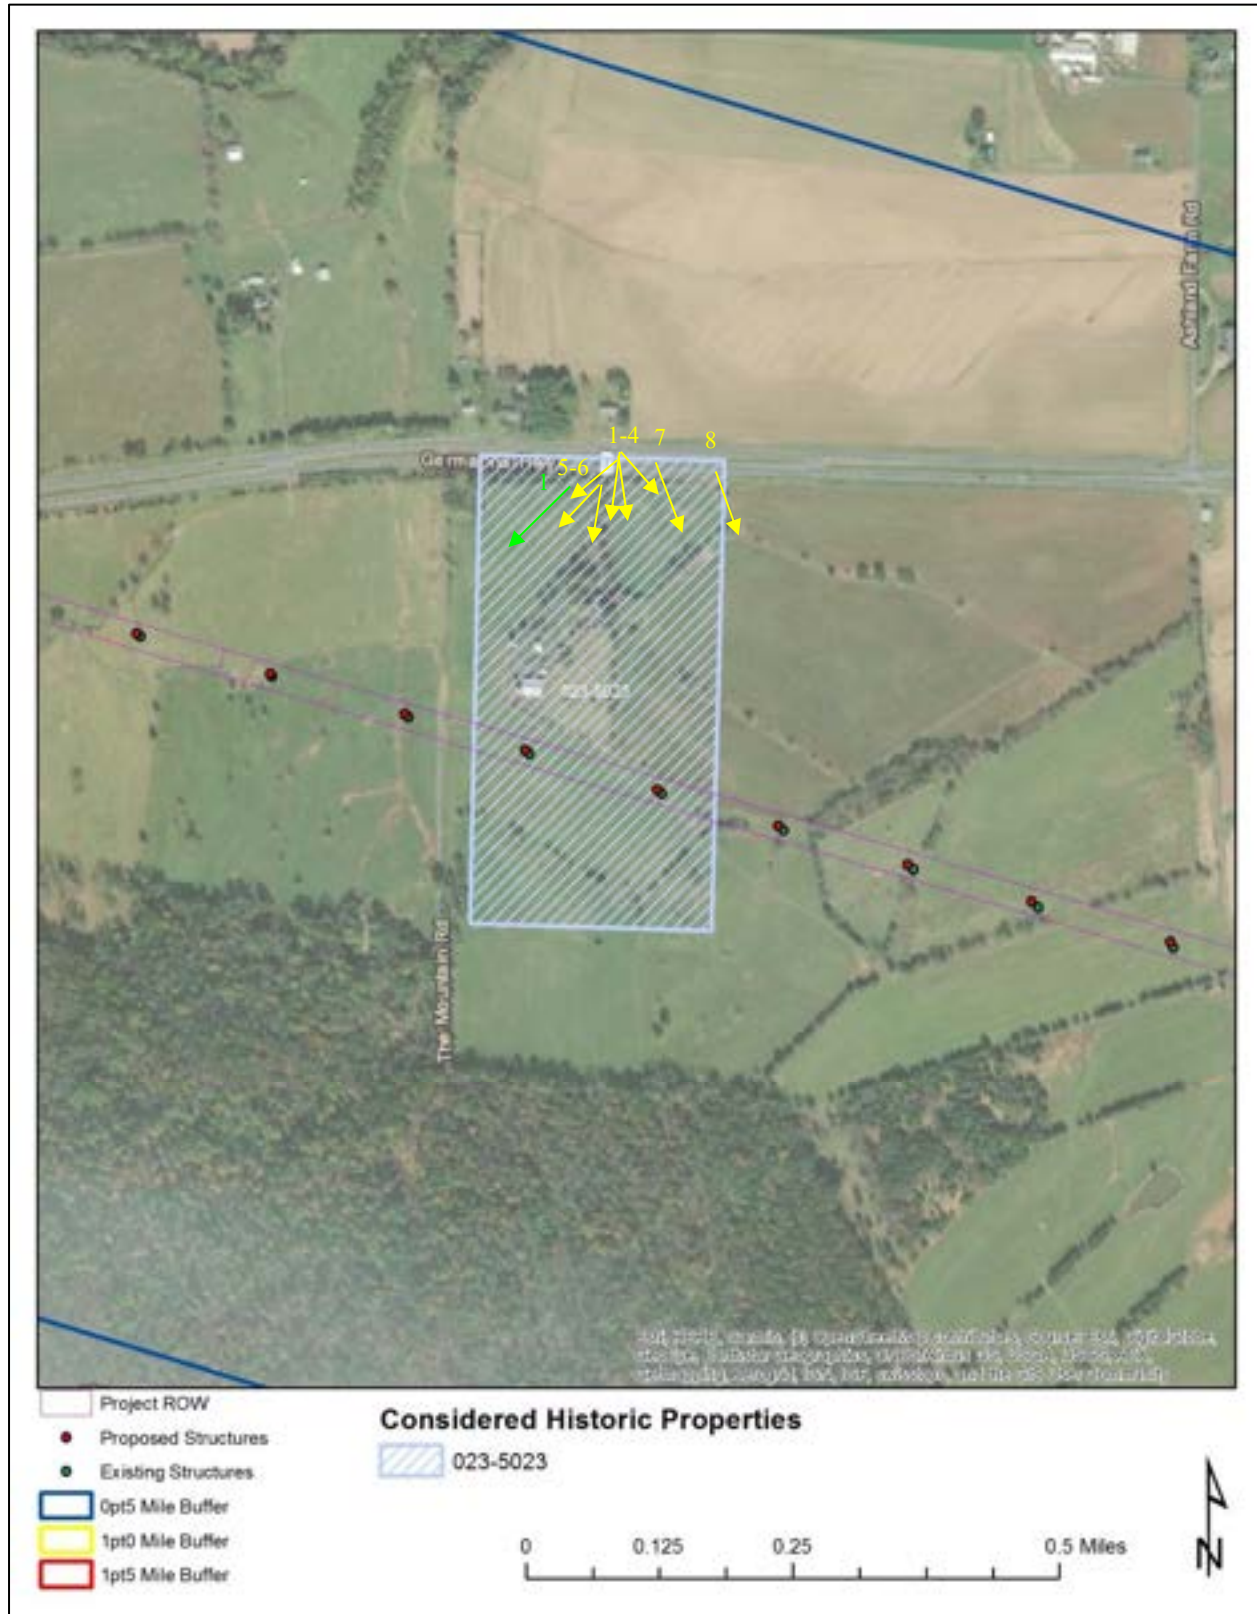 Ashland Farm Rd
1-4
7
8
5-6
1
023-5023
The Mountain Rd
Project ROW
Proposed Structures
Existing Structures
0pt5 Mile Buffer
1pt0 Mile Buffer
1pt5 Mile Buffer
Considered Historic Properties
023-5023
0 0.125 0.25 0.5 Miles
N